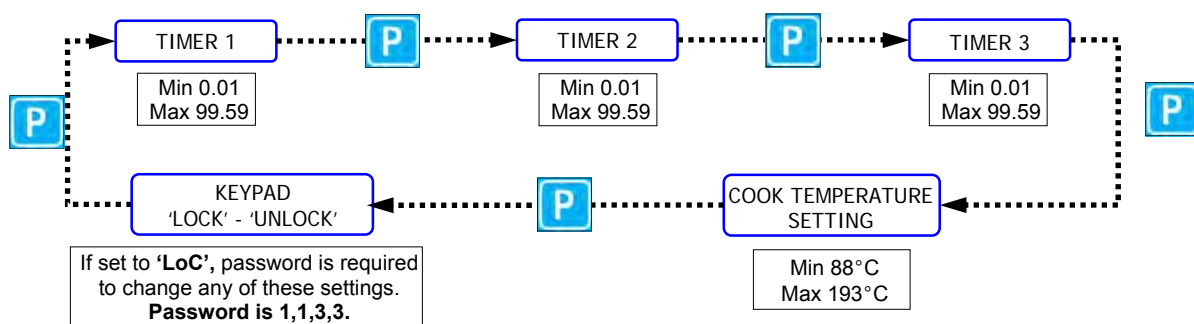 TIMER 1
P
TIMER 2
P
TIMER 3
Min 0.01
Max 99.59
Min 0.01
Max 99.59
Min 0.01
Max 99.59
P
P
KEYPAD
'LOCK' - 'UNLOCK'
P
COOK TEMPERATURE
SETTING
If set to 'LoC', password is required
to change any of these settings.
Password is 1,1,3,3.
Min 88°C
Max 193°C